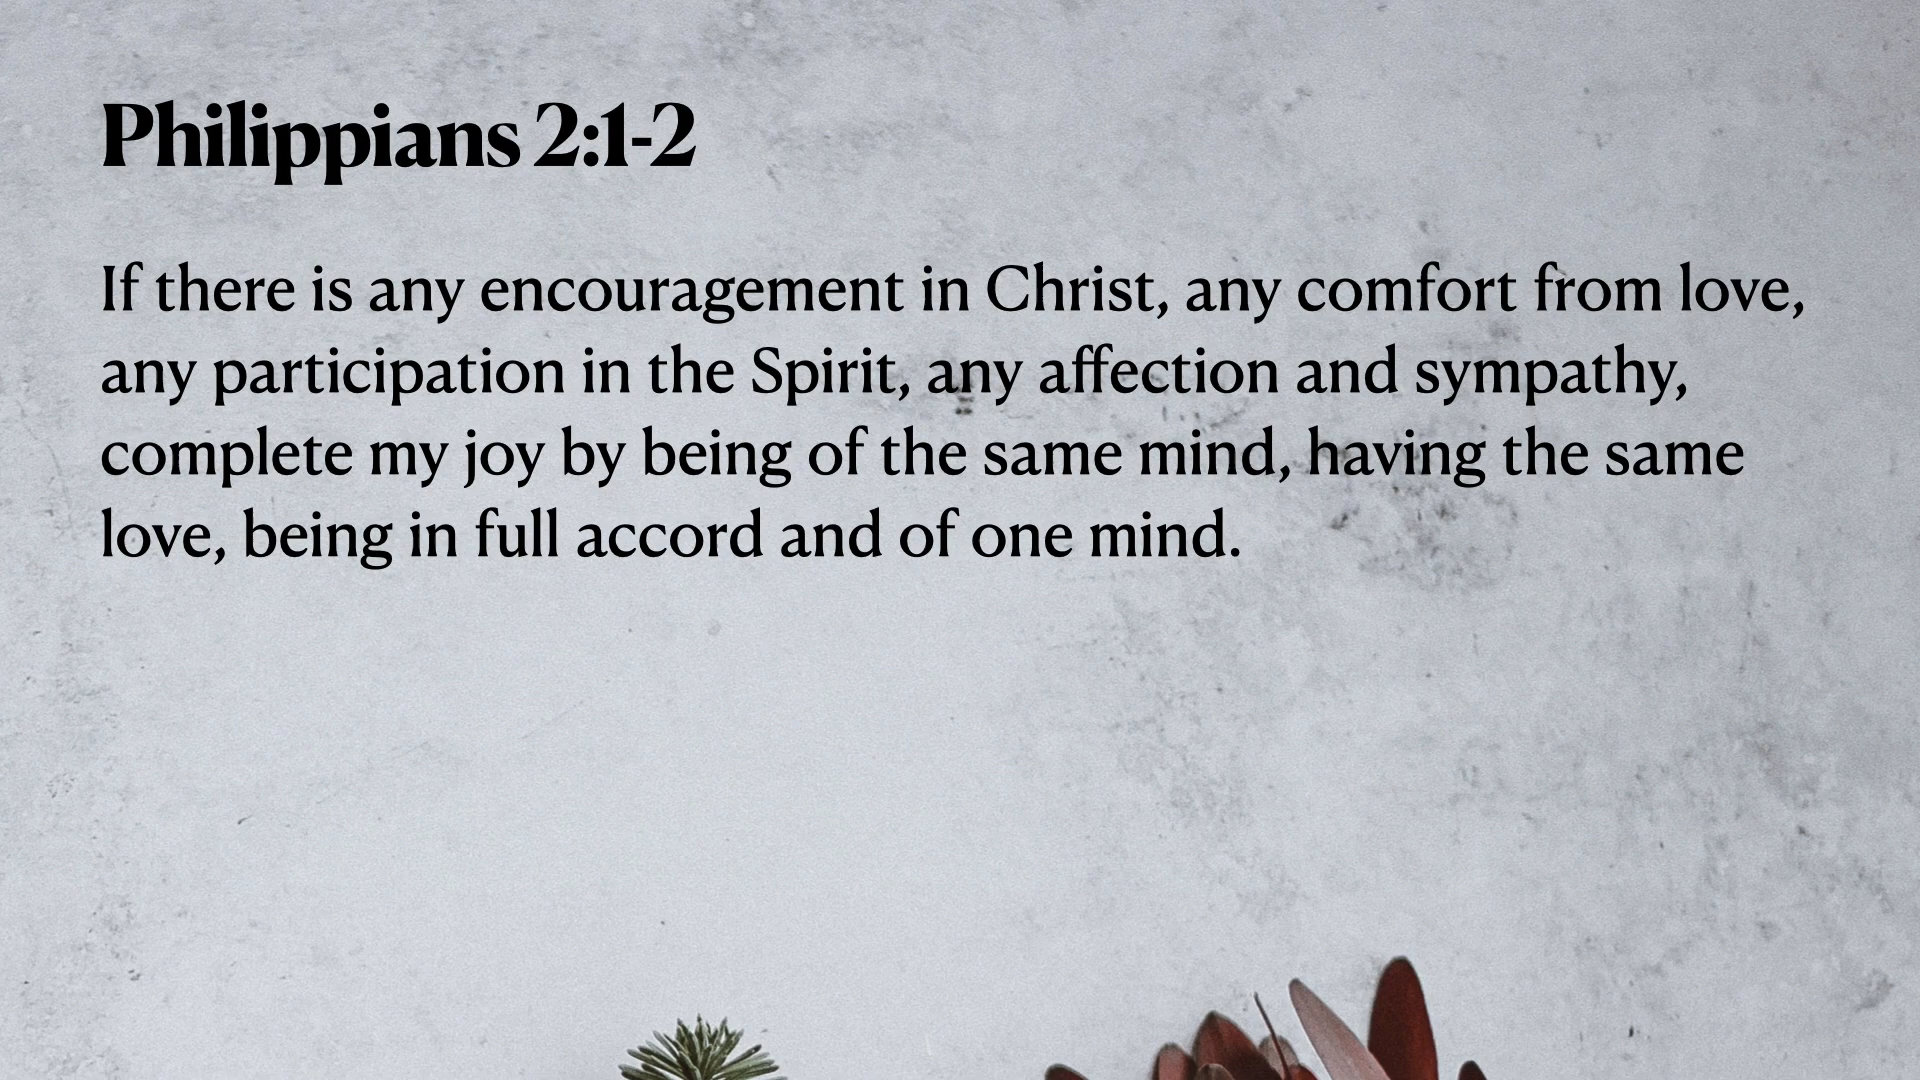 Philippians 2:1-2
If there is any encouragement in Christ, any comfort from love,
any participation in the Spirit, any affection and sympathy,
complete my joy by being of the same mind, having the same
love, being in full accord and of one mind.